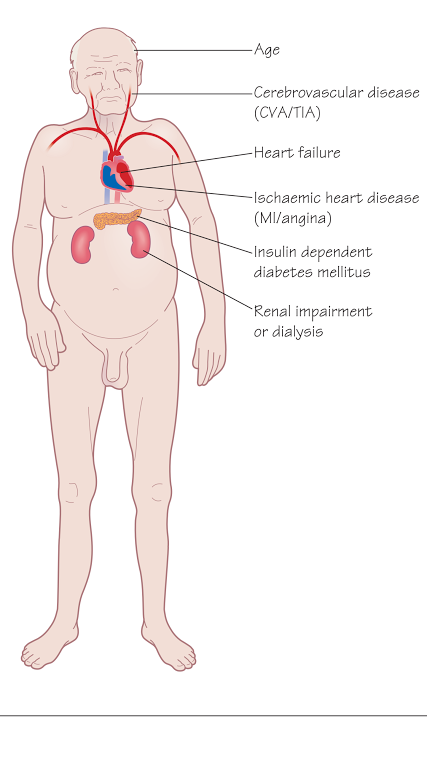 Age
Cerebrovascular disease
(CVA/TIA)
Heart failure
Ischaemic heart disease
(MI/angina)
Insulin dependent
diabetes mellitus
Renal impairment
or dialysis